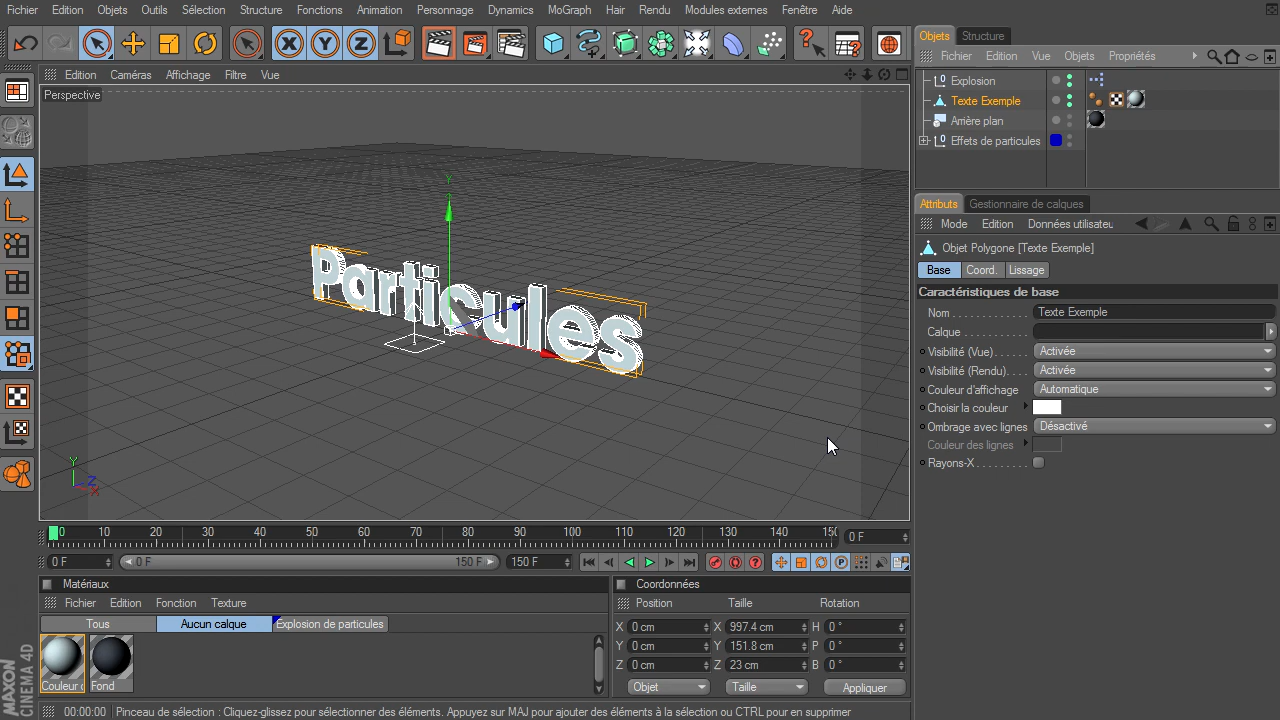 Fichier Edition Objets Outils Sélection Structure Fonctions Animation Personnage Dynamics MoGraph Hair Rendu Modules externes Fenêtre Aide
Objets Structure
Fichier Edition Vue Objets Propriétés
Edition Caméras Affichage Filtre Vue
Perspective
Explosion
Texte Exemple
Arrière plan
Effets de particules
Attributs Gestionnaire de calques
Mode Edition Données utilisateu
Objet Polygone [Texte Exemple]
Base Coord. Lissage
Caractéristiques de base
Nom Texte Exemple
Calque
Visibilité (Vue) Activée
Visibilité (Rendu) Activée
Couleur d'affichage Automatique
Choisir la couleur
Ombrage avec lignes Désactivé
Couleur des lignes
Rayons-X
Particules
Y
Y
Z
X
0 10 20 30 40 50 60 70 80 90 100 110 120 130 140 15( 0 F
0 F 0 F 150 F 150 F
Matériaux
Fichier Edition Fonction Texture
Tous Aucun calque Explosion de particules
Couleur Fond
Coordonnées
Position Taille Rotation
X 0 cm X 997.4 cm H 0 °
Y 0 cm Y 151.8 cm P 0 °
Z 0 cm Z 23 cm B 0 °
Objet Taille Appliquer
MAXON
CINEMA 4D
00:00:00 Pinceau de sélection : Cliquez-glissez pour sélectionner des éléments. Appuyez sur MAJ pour ajouter des éléments à la sélection ou CTRL pour en supprimer